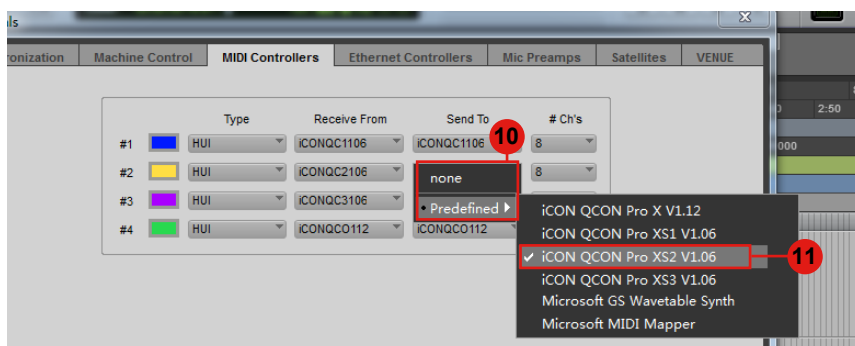 als
ronization Machine Control MIDI Controllers Ethernet Controllers Mic Preamps Satellites VENUE
Type Receive From Send To # Ch's
#1 HUI iCONQC1106 iCONQC1106 8
#2 HUI iCONQC2106 8
#3 HUI iCONQC3106
#4 HUI iCONQCO112 iCONQCO112
10
none
• Predefined
iCON QCON Pro X V1.12
iCON QCON Pro XS1 V1.06
✓ iCON QCON Pro XS2 V1.06
11
iCON QCON Pro XS3 V1.06
Microsoft GS Wavetable Synth
Microsoft MIDI Mapper
2:50
000